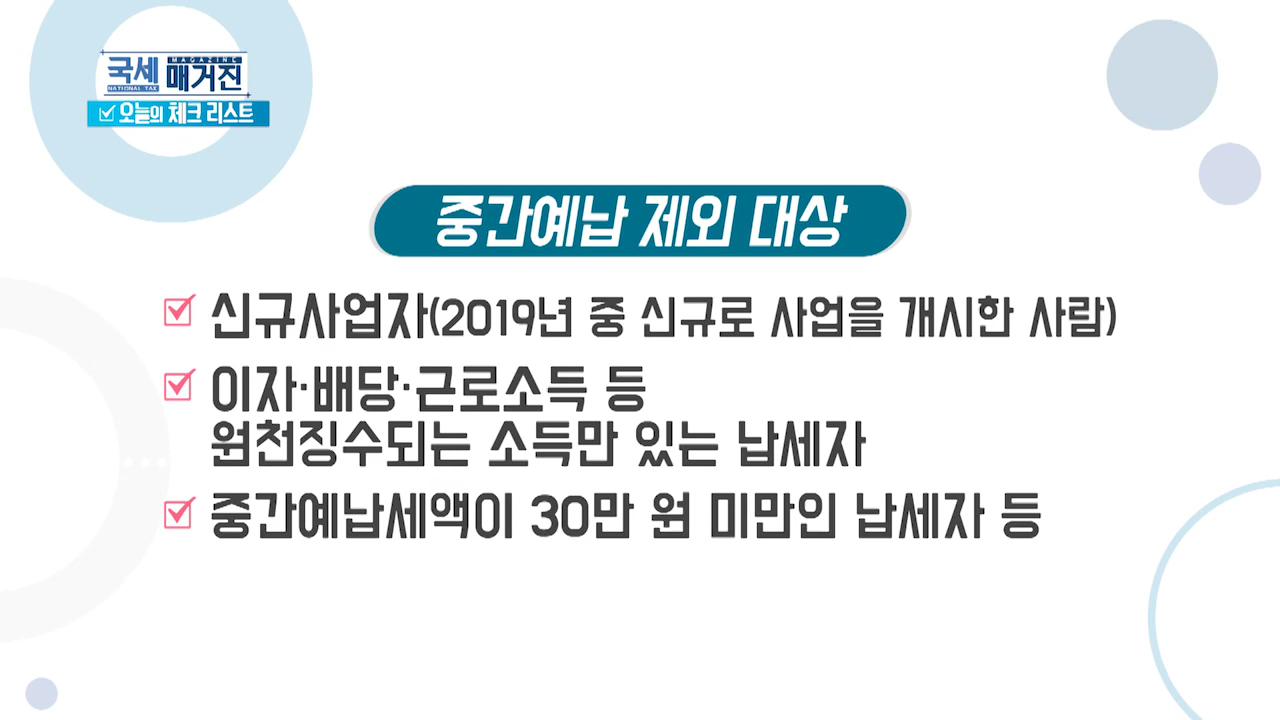 국세 MAGAZINE
NATIONAL TAX 매거진
오늘의 체크 리스트
중간예납 제외 대상
신규사업자(2019년 중 신규로 사업을 개시한 사람)
이자·배당·근로소득 등
원천징수되는 소득만 있는 납세자
중간예납세액이 30만 원 미만인 납세자 등